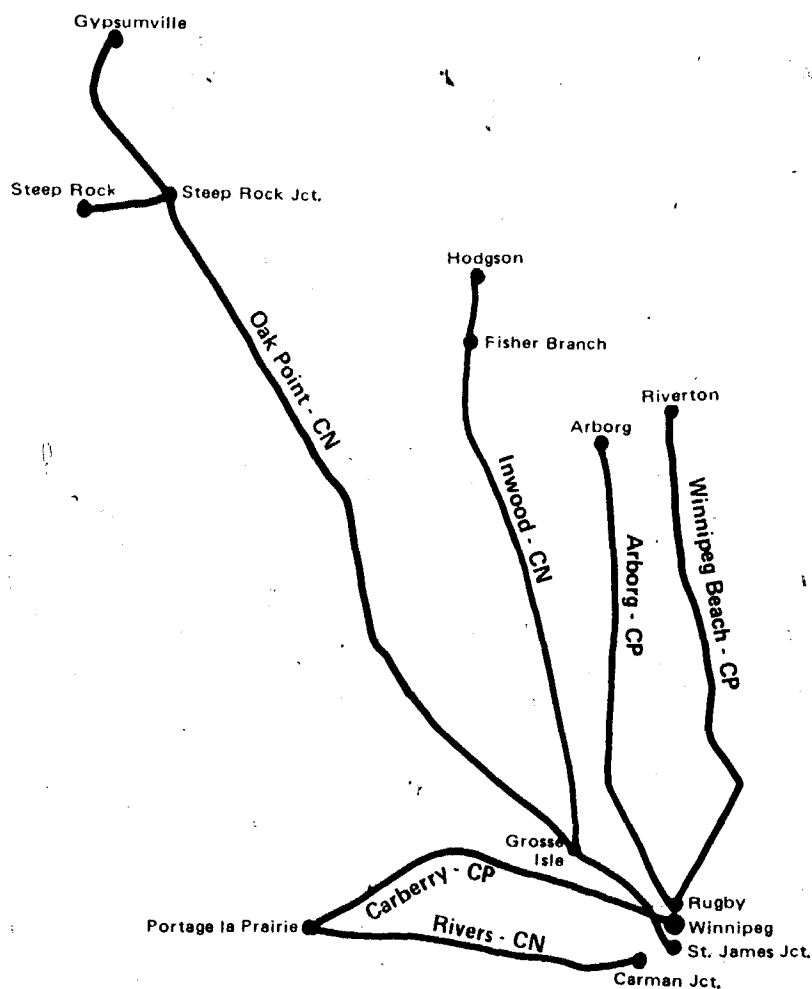 Gypsumville
Steep Rock
Steep Rock Jct.
Hodgson
Oak Point - CN
Fisher Branch
Riverton
Arborg
Inwood - CN
Winnipeg Beach - CP
Arborg - CP
Grosse
Isle
Carberry - CP
Rugby
Portage la Prairie
Rivers - CN
Winnipeg
St. James Jct.
Carman Jct.